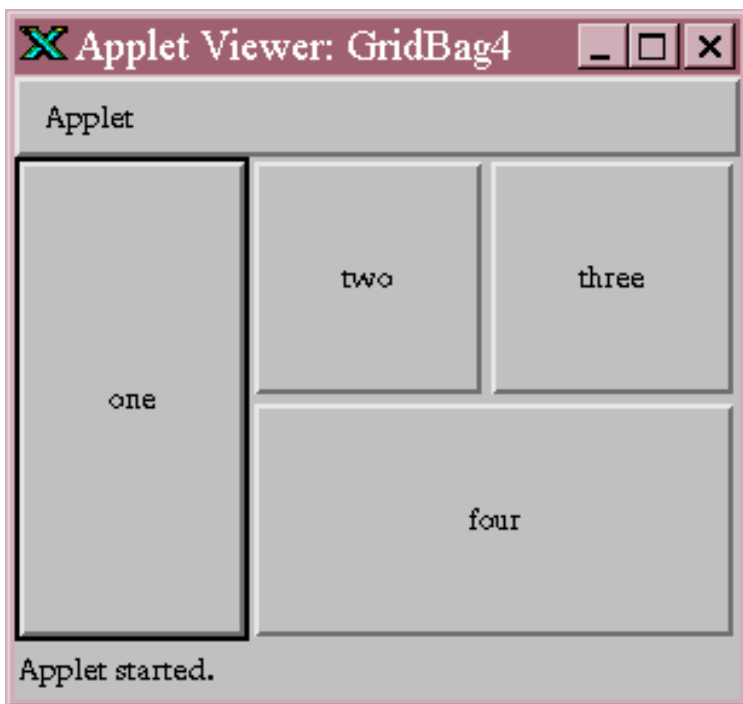 Applet Viewer: GridBag4
Applet
two three
one
four
Applet started.